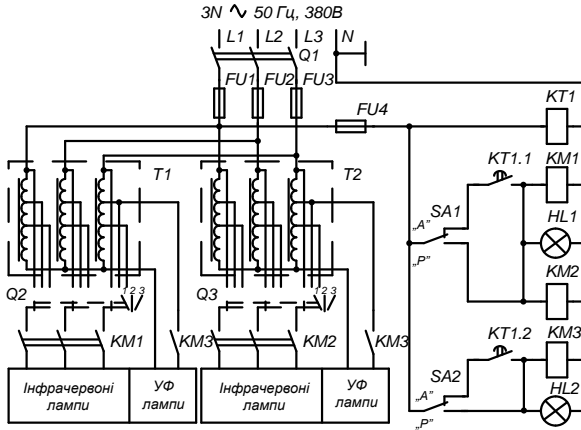 3N ∿ 50 Гц, 380В
L1 L2 L3 N
Q1
FU1 FU2 FU3
FU4
KT1
T1 T2
KT1.1 KM1
SA1
„А"
„Р"
HL1
KM2
Q2 1 2 3 Q3 1 2 3
KM1 KM3 KM2 KM3
KT1.2 KM3
SA2
„А"
„Р"
HL2
Інфрачервоні лампи
УФ лампи
Інфрачервоні лампи
УФ лампи